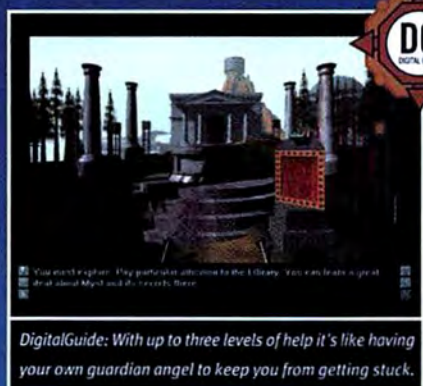 DIGITAL
You must explore. Pay particular attention to the Library. You can learn a great
deal about Myst and its secrets there.
DigitalGuide: With up to three levels of help it's like having
your own guardian angel to keep you from getting stuck.